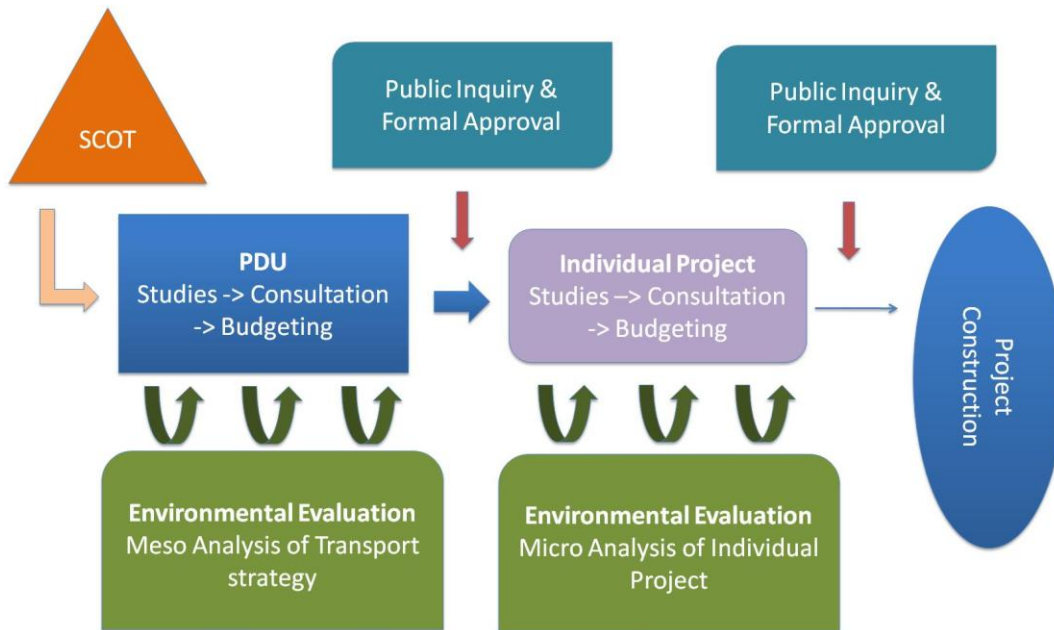 SCOT
Public Inquiry &
Formal Approval
Public Inquiry &
Formal Approval
PDU
Studies -> Consultation
-> Budgeting
Individual Project
Studies –> Consultation
-> Budgeting
Project
Construction
Environmental Evaluation
Meso Analysis of Transport
strategy
Environmental Evaluation
Micro Analysis of Individual
Project